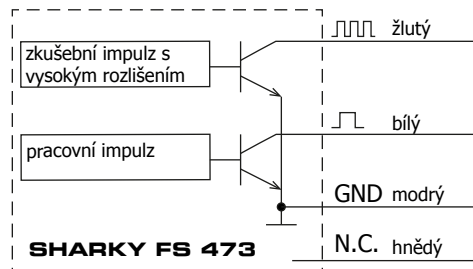 zkušební impulz s
vysokým rozlišením
žlutý
pracovní impulz
bílý
GND modrý
SHARKY FS 473
N.C. hnědý